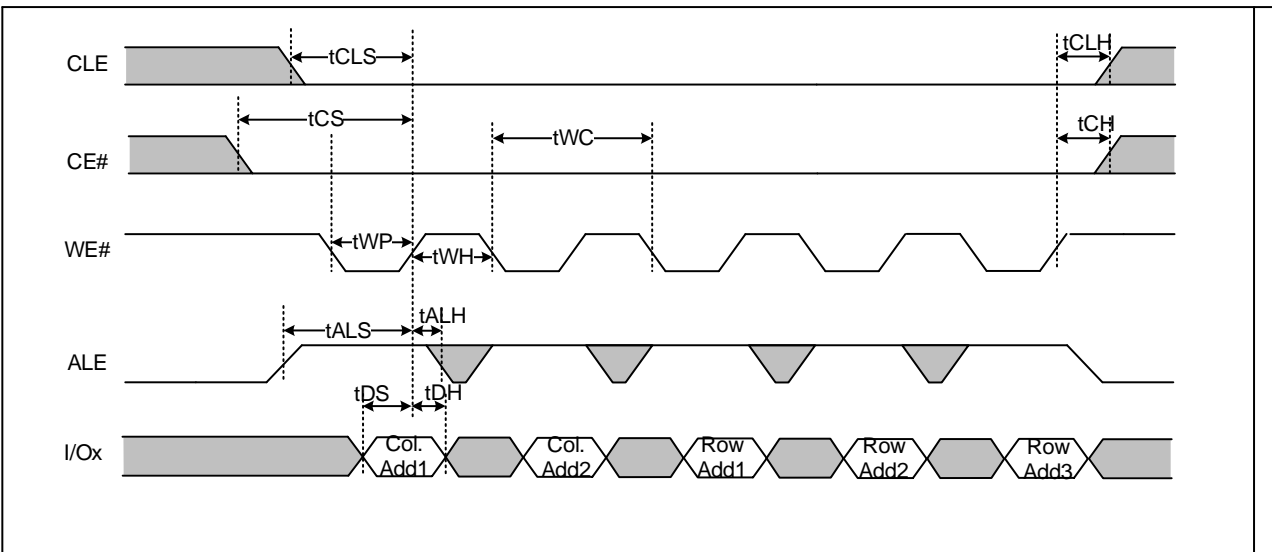 CLE
tCLS
tCLH
tCS
tWC
tCH
CE#
WE#
tWP
tWH
tALS
tALH
ALE
tDS
tDH
I/Ox
Col.
Add1
Col.
Add2
Row
Add1
Row
Add2
Row
Add3